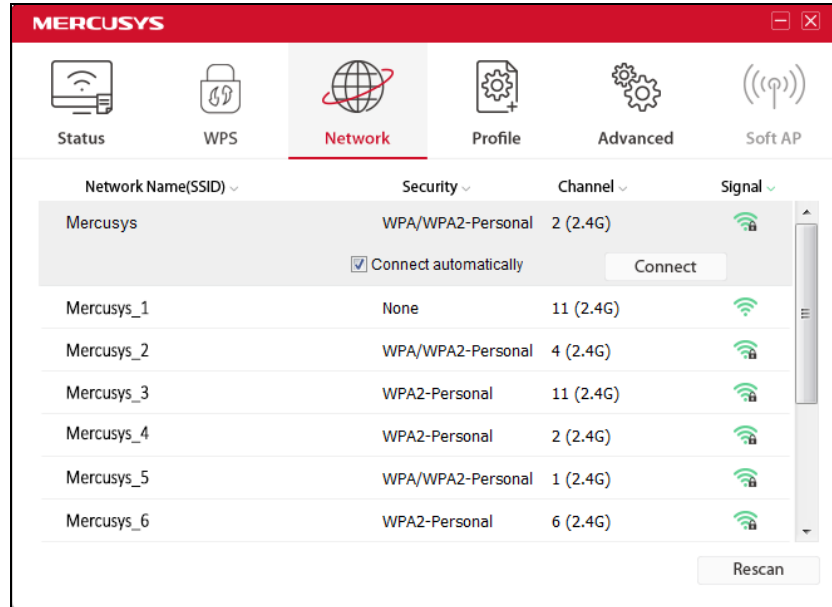 MERCUSYS
Status WPS Network Profile Advanced Soft AP
Network Name(SSID) Security Channel Signal
Mercusys WPA/WPA2-Personal 2 (2.4G)
Connect automatically Connect
Mercusys_1 None 11 (2.4G)
Mercusys_2 WPA/WPA2-Personal 4 (2.4G)
Mercusys_3 WPA2-Personal 11 (2.4G)
Mercusys_4 WPA2-Personal 2 (2.4G)
Mercusys_5 WPA/WPA2-Personal 1 (2.4G)
Mercusys_6 WPA2-Personal 6 (2.4G)
Rescan